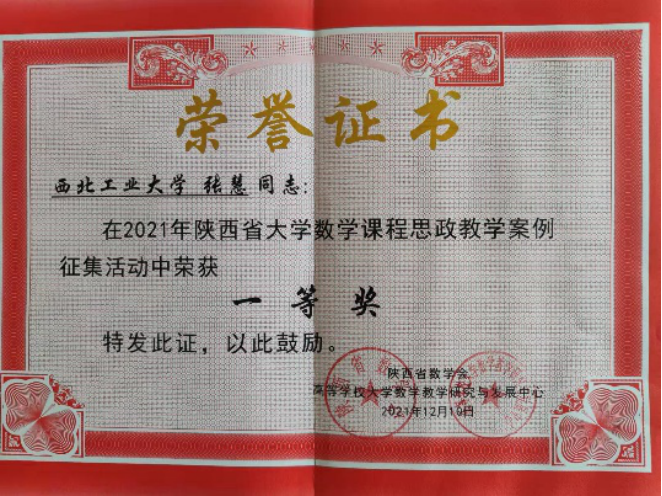 荣誉证书
西北工业大学 张慧 同志：
在2021年陕西省大学数学课程思政教学案例
征集活动中荣获
一等奖
特发此证，以此鼓励。
陕西省数学会
高等学校大学数学教学研究与发展中心
2021年12月10日